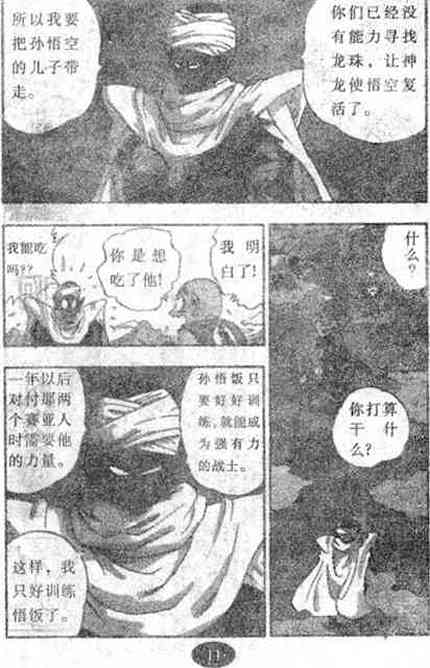 你们已经没
有能力寻找
龙珠，让神
龙使悟空复
活了。
所以我要
把孙悟空
的儿子带
走。
什
么?
你打算
干什
么?
我明
白了!
你是想
吃了他!
我能吃
吗??
孙悟饭只
要好好训
练,就能成
为强有力
的战士。
一年以后
对付那两
个赛亚人
时需要他
的力量。
这样，我
只好训练
悟饭了。
11